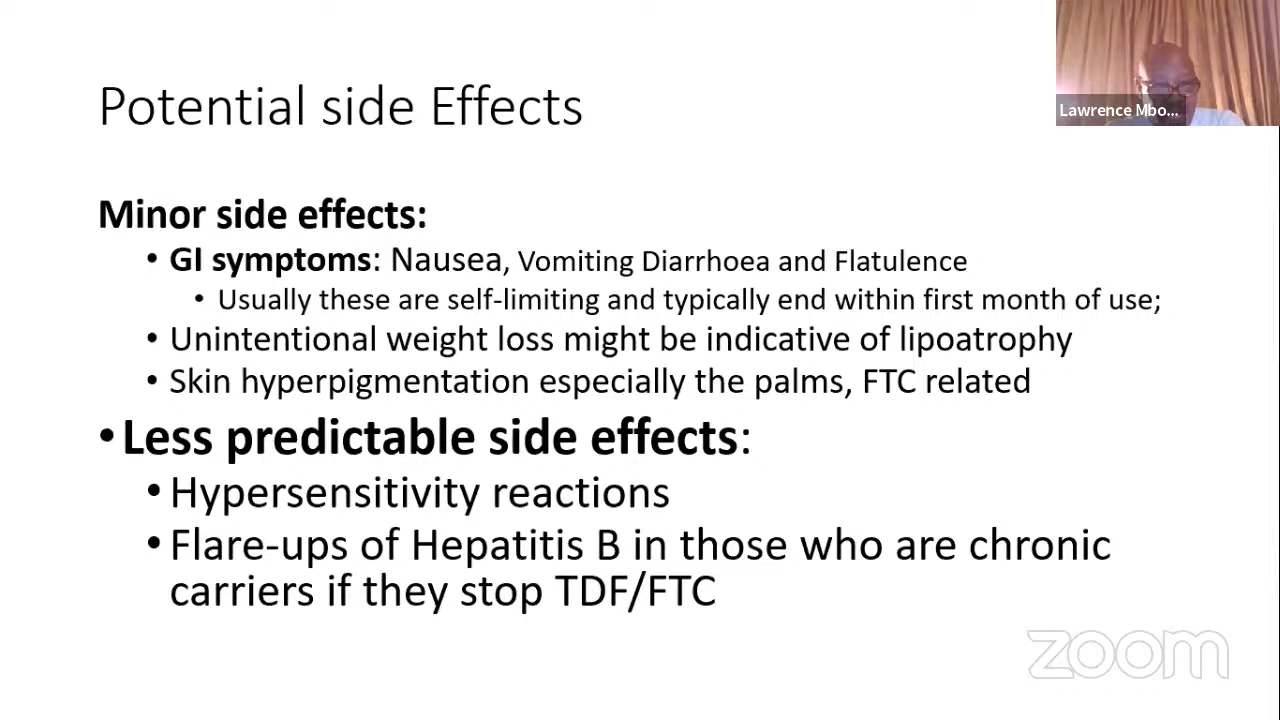 Lawrence Mbo...
Potential side Effects
Minor side effects:
• GI symptoms: Nausea, Vomiting Diarrhoea and Flatulence
• Usually these are self-limiting and typically end within first month of use;
• Unintentional weight loss might be indicative of lipoatrophy
• Skin hyperpigmentation especially the palms, FTC related
• Less predictable side effects:
• Hypersensitivity reactions
• Flare-ups of Hepatitis B in those who are chronic
carriers if they stop TDF/FTC
zoom